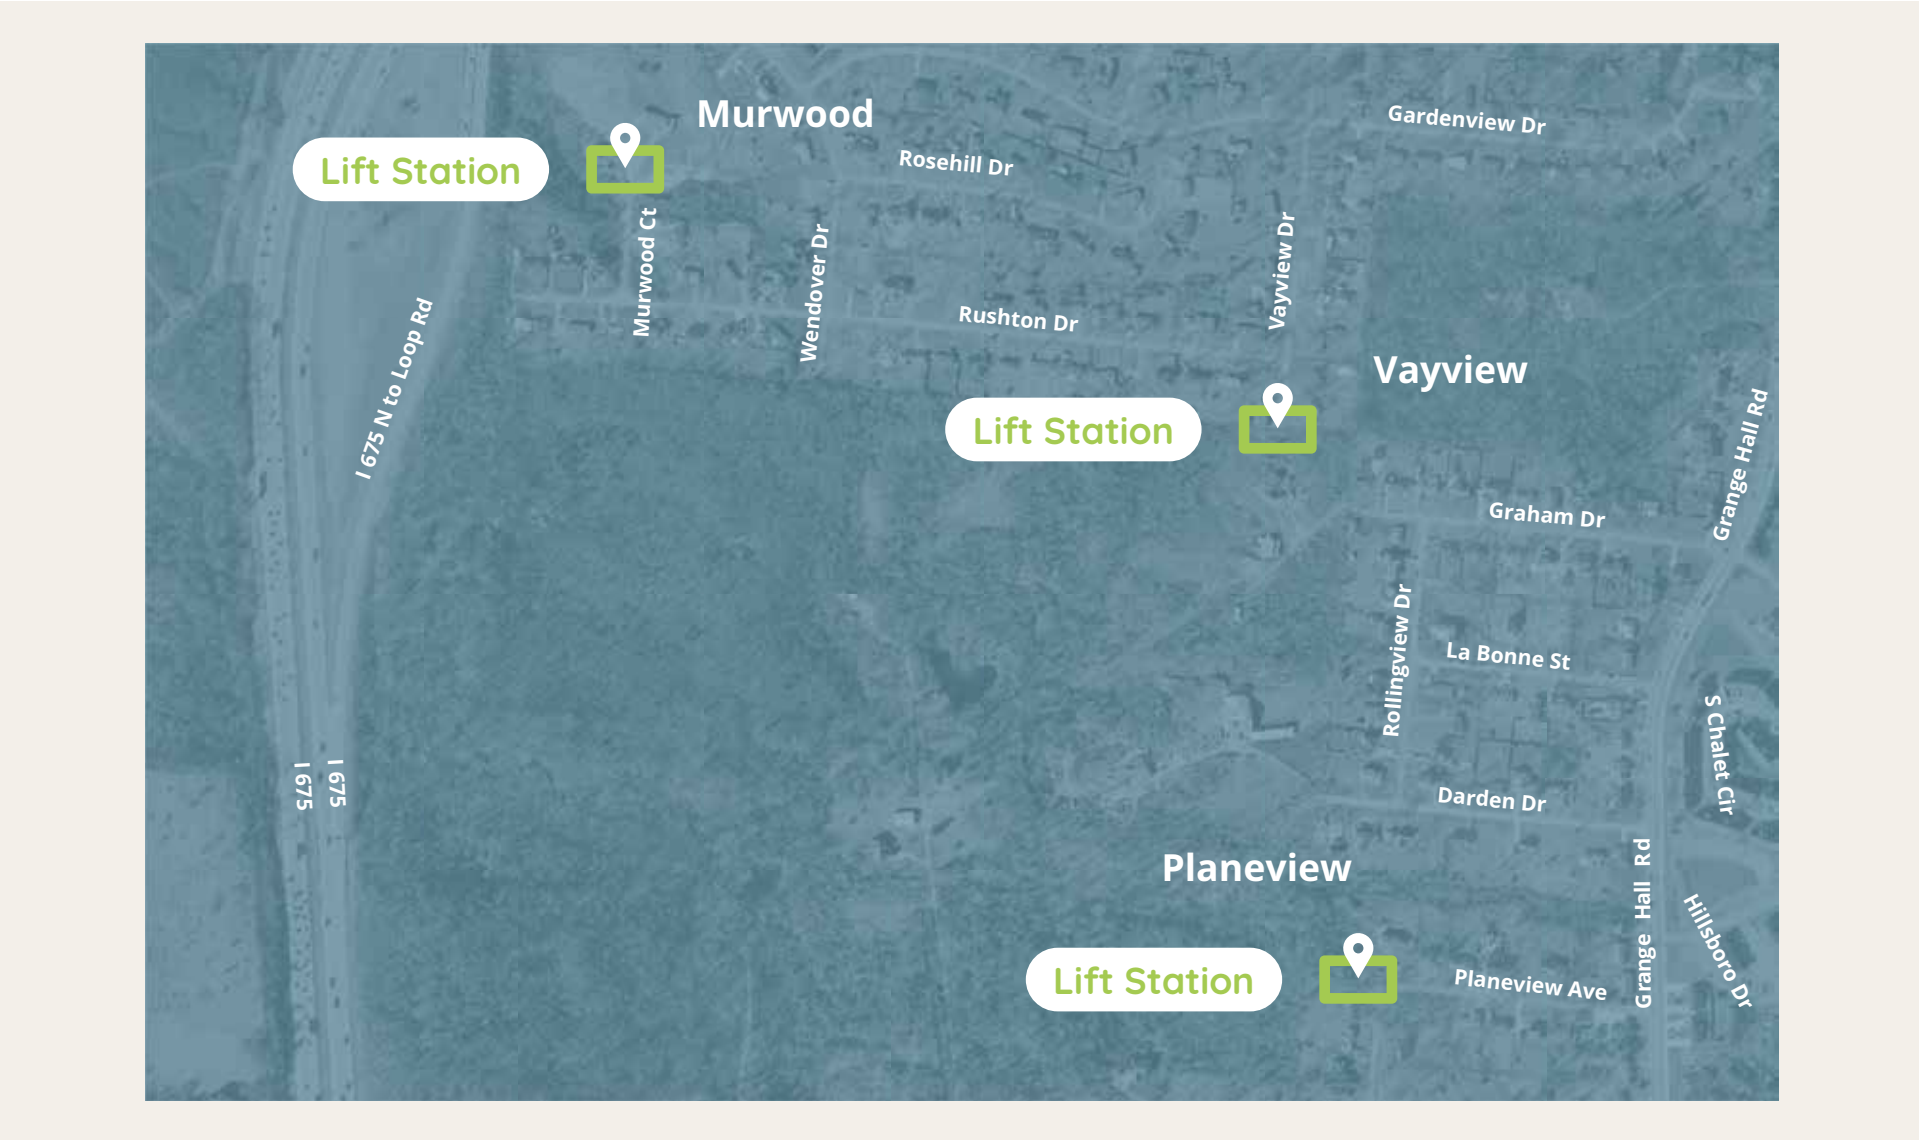 Murwood
Gardenview Dr
Lift Station
Rosehill Dr
Murwood Ct
Wendover Dr
Vayview Dr
I 675 N to Loop Rd
Rushton Dr
Vayview
Lift Station
Grange Hall Rd
Graham Dr
Rollingview Dr
La Bonne St
S Chalet Cir
I 675
I 675
Darden Dr
Planeview
Grange Hall Rd
Hillsboro Dr
Lift Station
Planeview Ave